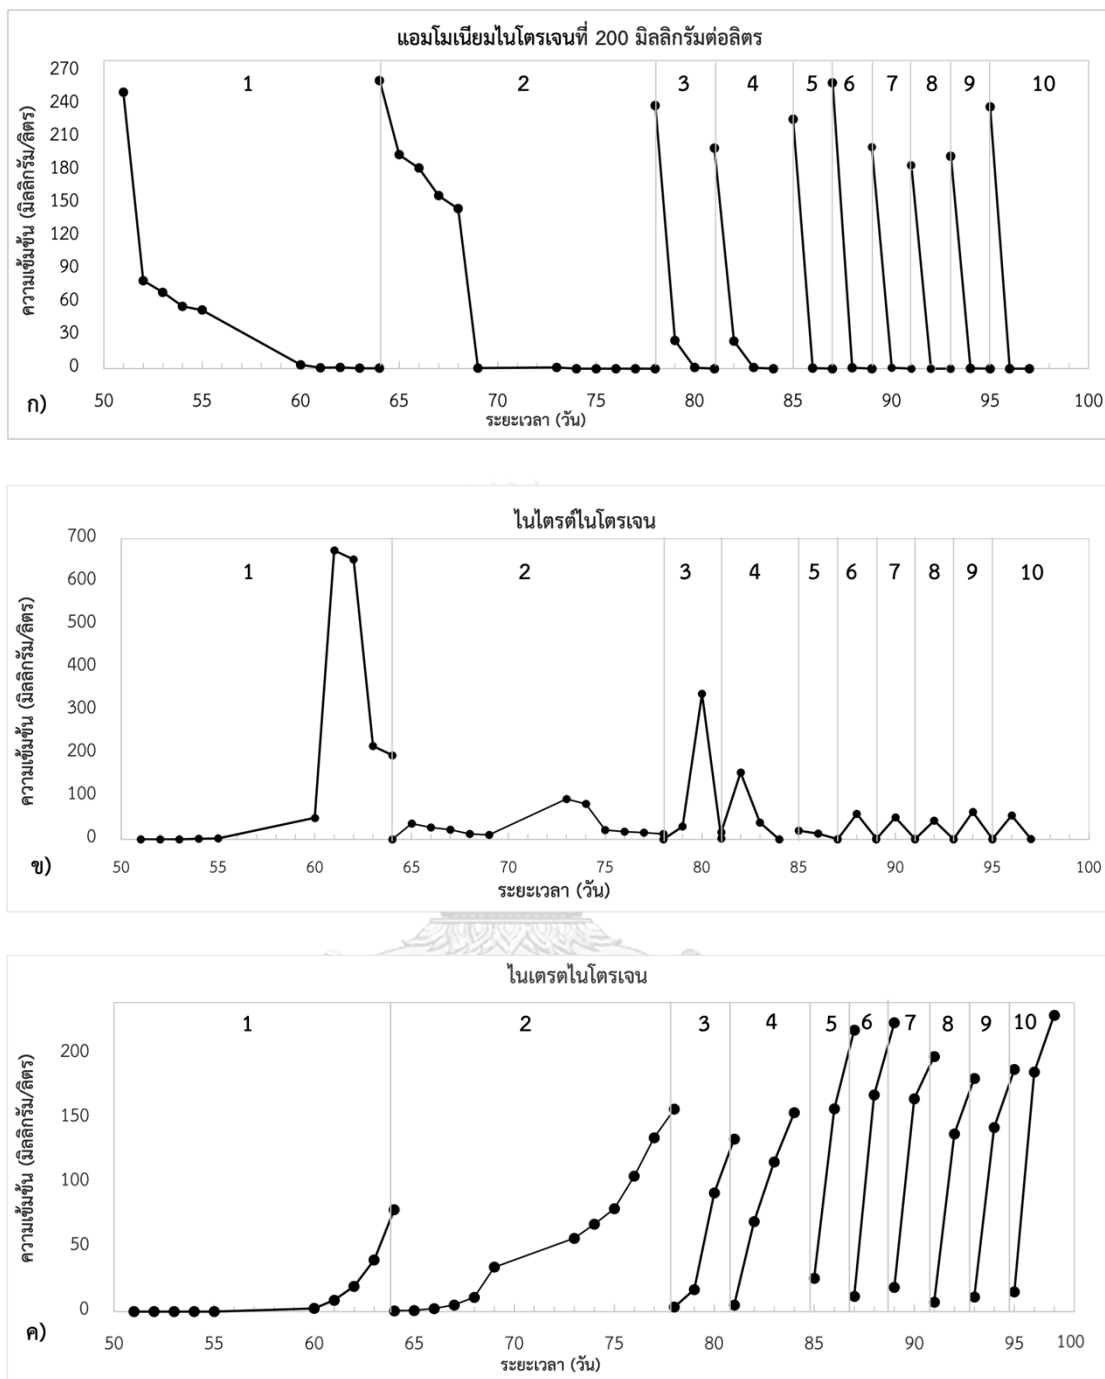 แอมโมเนียมไนโตรเจนที่ 200 มิลลิกรัมต่อลิตร
270
240
210
180
150
120
90
60
30
0
ความเข้มข้น (มิลลิกรัม/ลิตร)
1 2 3 4 5 6 7 8 9 10
50 55 60 65 70 75 80 85 90 95 100
ระยะเวลา (วัน)
ก)
ไนไตรต์ไนโตรเจน
700
600
500
400
300
200
100
0
ความเข้มข้น (มิลลิกรัม/ลิตร)
1 2 3 4 5 6 7 8 9 10
50 55 60 65 70 75 80 85 90 95 100
ระยะเวลา (วัน)
ข)
ไนเตรตไนโตรเจน
200
150
100
50
0
ความเข้มข้น (มิลลิกรัม/ลิตร)
1 2 3 4 5 6 7 8 9 10
50 55 60 65 70 75 80 85 90 95 100
ระยะเวลา (วัน)
ค)